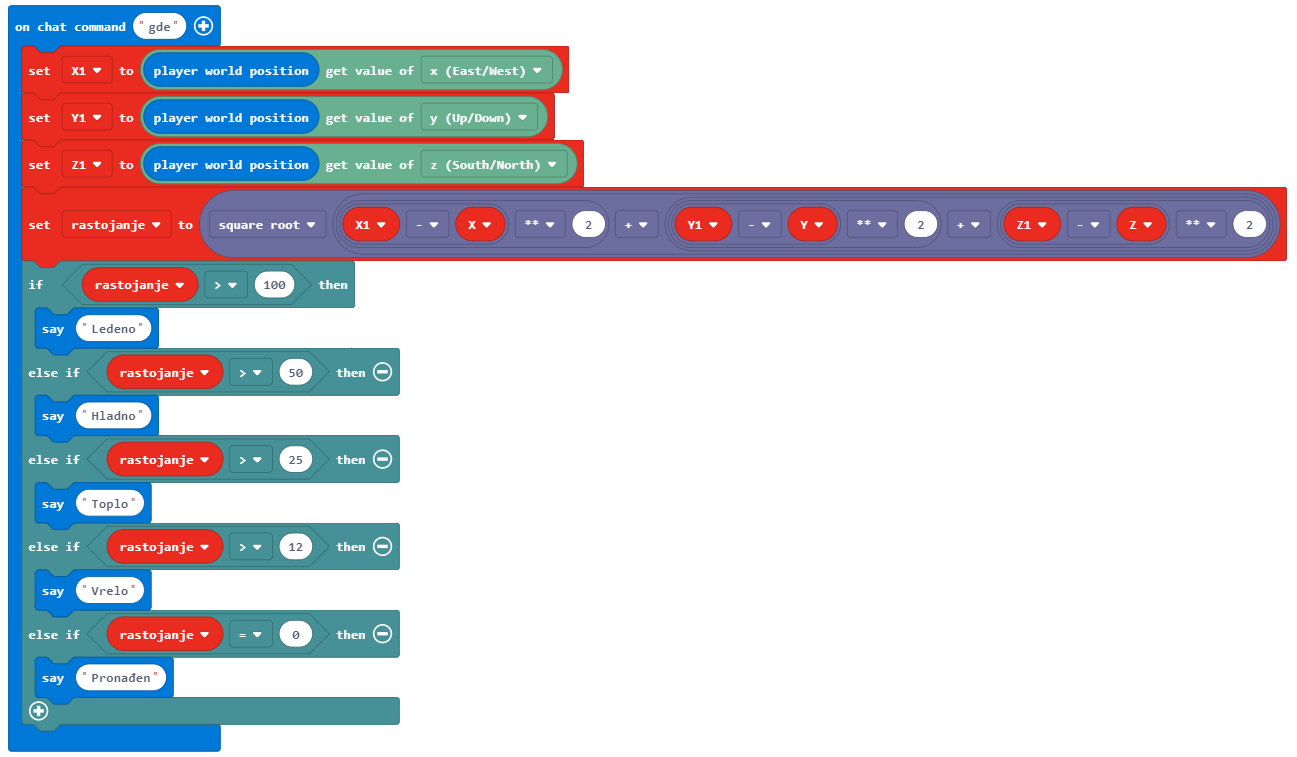 on chat command "gde"
set X1 to player world position get value of x (East/West)
set Y1 to player world position get value of y (Up/Down)
set Z1 to player world position get value of z (South/North)
set rastojanje to square root X1 - X ** 2 + Y1 - Y ** 2 + Z1 - Z ** 2
if rastojanje > 100 then
say "Ledeno"
else if rastojanje > 50 then
say "Hladno"
else if rastojanje > 25 then
say "Toplo"
else if rastojanje > 12 then
say "Vrelo"
else if rastojanje = 0 then
say "Pronađen"